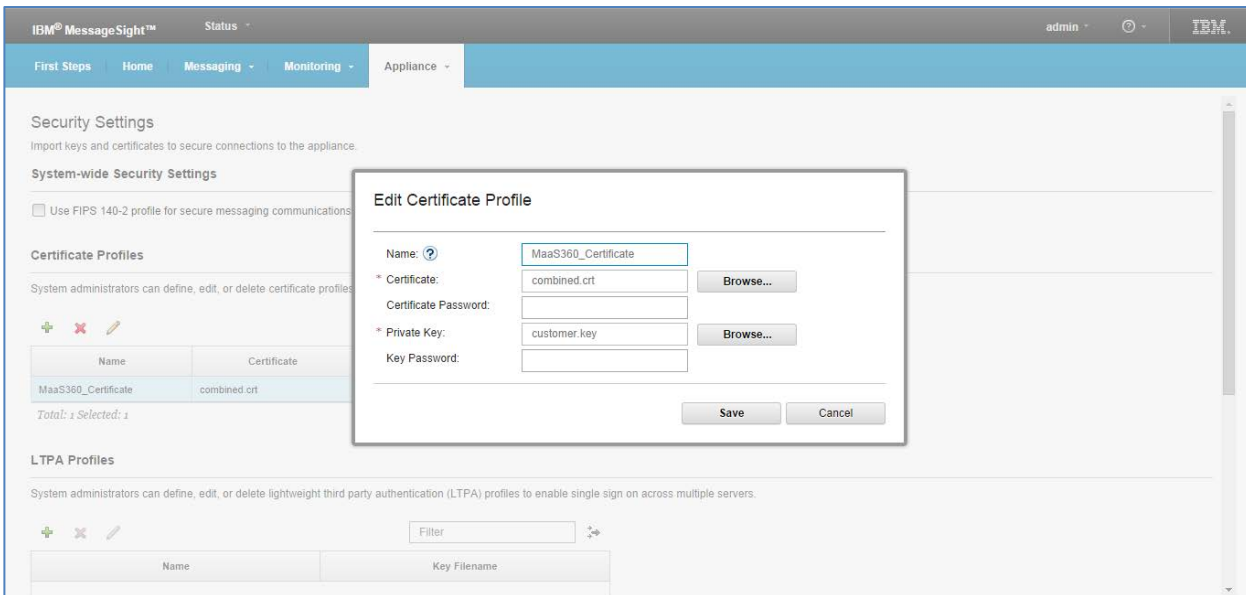 IBM® MessageSight™ Status admin IBM.
First Steps Home Messaging Monitoring Appliance
Security Settings
Import keys and certificates to secure connections to the appliance.
System-wide Security Settings
Use FIPS 140-2 profile for secure messaging communications
Certificate Profiles
System administrators can define, edit, or delete certificate profiles
Name Certificate
MaaS360_Certificate combined.crt
Total: 1 Selected: 1
Edit Certificate Profile
Name: ? MaaS360_Certificate
* Certificate: combined.crt Browse...
Certificate Password:
* Private Key: customer.key Browse...
Key Password:
Save Cancel
LTPA Profiles
System administrators can define, edit, or delete lightweight third party authentication (LTPA) profiles to enable single sign on across multiple servers.
Filter
Name Key Filename